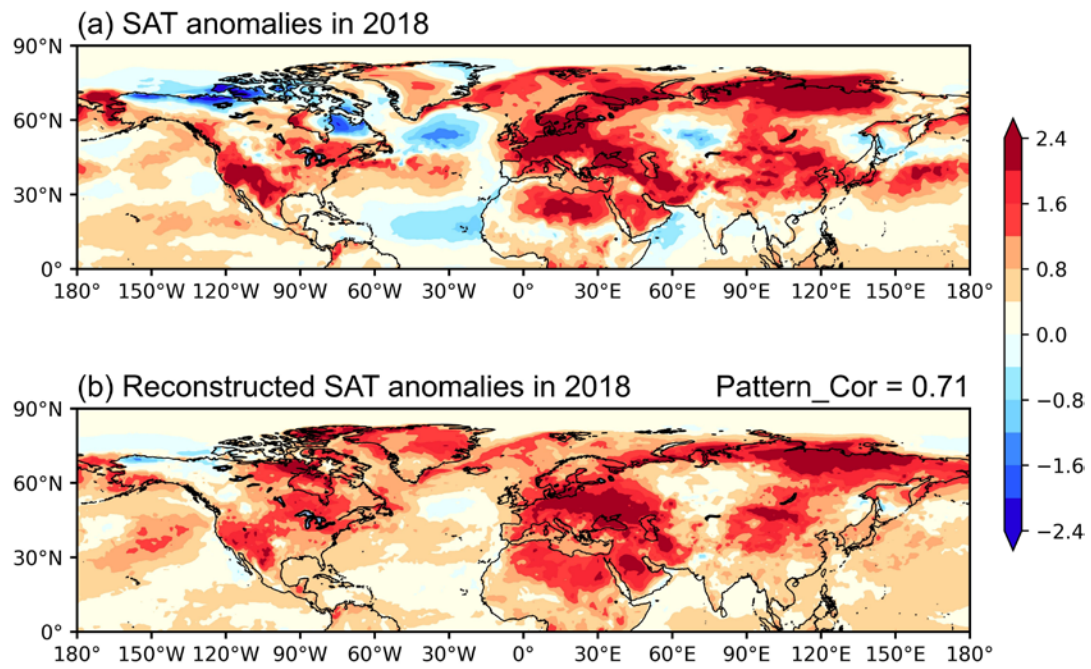 (a) SAT anomalies in 2018
90°N
60°N
30°N
0°
180° 150°W 120°W 90°W 60°W 30°W 0° 30°E 60°E 90°E 120°E 150°E 180°
(b) Reconstructed SAT anomalies in 2018 Pattern_Cor = 0.71
90°N
60°N
30°N
0°
180° 150°W 120°W 90°W 60°W 30°W 0° 30°E 60°E 90°E 120°E 150°E 180°
2.4
1.6
0.8
0.0
−0.8
−1.6
−2.4